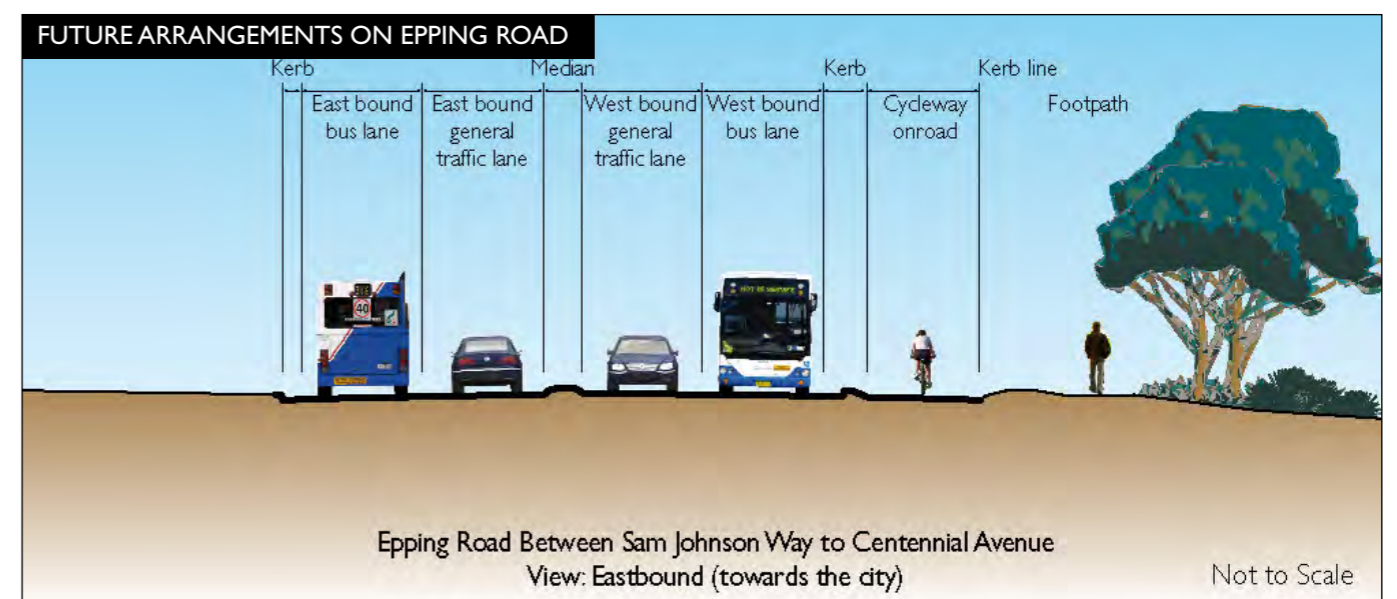 FUTURE ARRANGEMENTS ON EPPING ROAD
Kerb
Median
Kerb
Kerb line
East bound
bus lane
East bound
general
traffic lane
West bound
general
traffic lane
West bound
bus lane
Cycleway
onroad
Footpath
40
Epping Road Between Sam Johnson Way to Centennial Avenue
View: Eastbound (towards the city)
Not to Scale